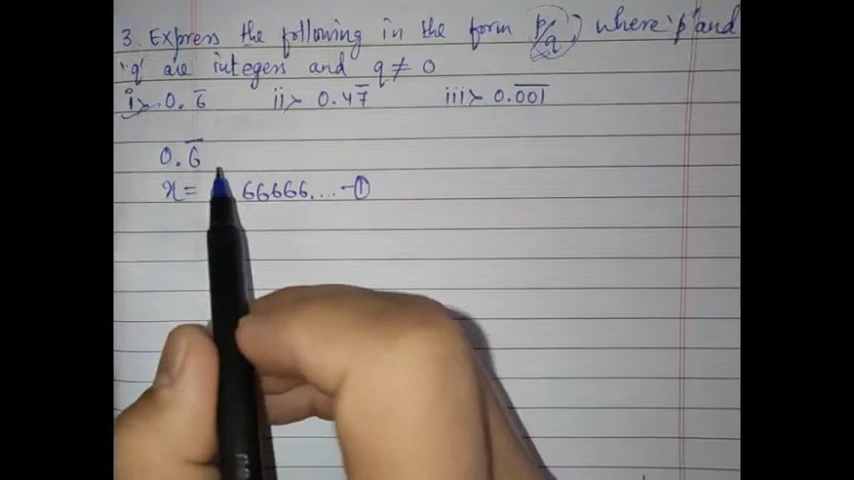 3. Express the following in the form p/q, where 'p' and
'q' are integers and q ≠ 0
i> 0.6̅ ii> 0.47̅ iii> 0.0̅0̅1̅
0.6̅
x = 66666.... -①